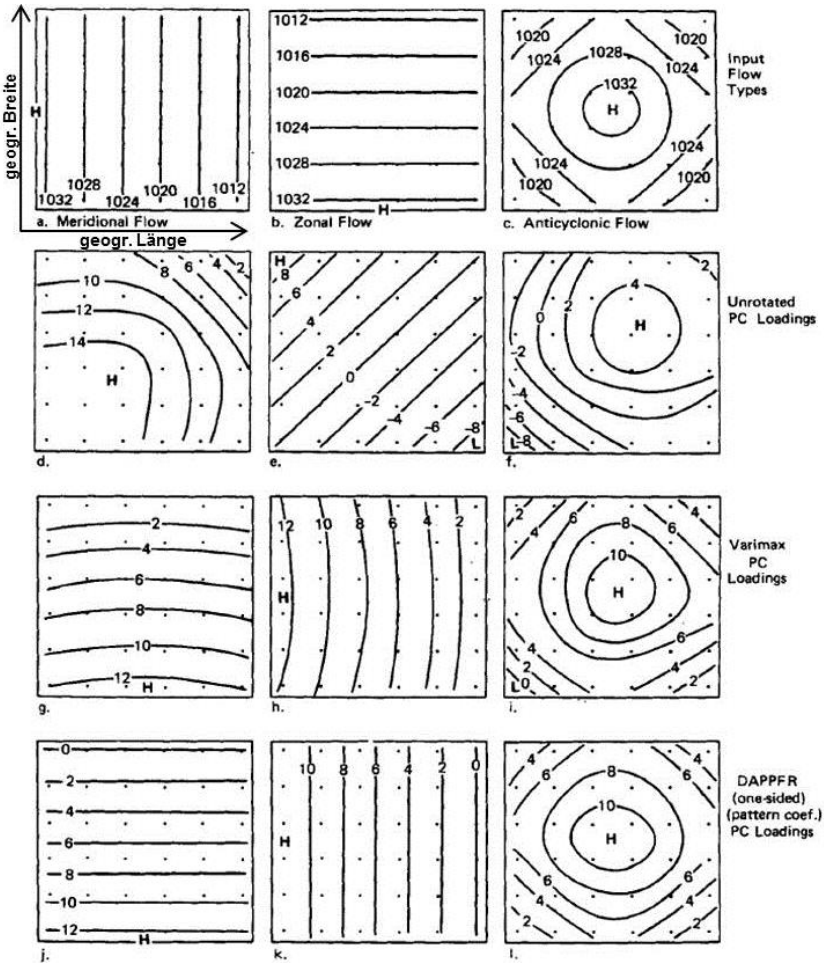 geogr. Breite
1012
1016
1020
1024
1028
1032
H
1020
1028
1020
1024
1024
1032
H
1024
1024
1020
1020
Input
Flow
Types
H
1028
1020
1012
1032
1024
1016
a. Meridional Flow
b. Zonal Flow
c. Anticyclonic Flow
geogr. Länge
10
8
6
4
2
12
14
H
d.
H
8
6
4
2
0
-2
-4
-6
-8
L
e.
4
2
0
2
H
-2
-4
-6
L-8
f.
Unrotated
PC Loadings
2
4
6
8
10
12
H
g.
12
10
8
6
4
2
H
h.
2
4
6
8
4
6
10
H
4
2
L0
6
4
2
i.
Varimax
PC
Loadings
0
2
4
6
8
10
12
H
j.
10
8
6
4
2
0
H
k.
4
6
8
4
6
10
H
6
4
2
6
4
2
l.
DAPPFR
(one-sided)
(pattern coef.)
PC Loadings